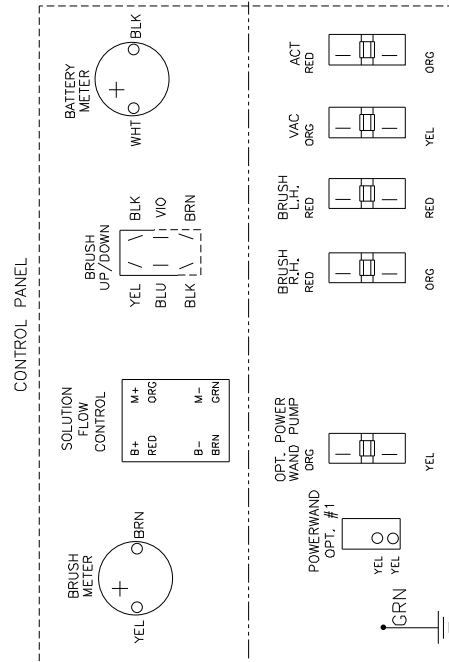 CONTROL PANEL
BRUSH
METER
YEL
BRN
SOLUTION
FLOW
CONTROL
B+ M+
RED ORG
B- M-
BRN GRN
BRUSH
UP/DOWN
YEL BLK
BLU VIO
BLK BRN
BATTERY
METER
WHT
BLK
GRN
POWERWAND
OPT. #1
YEL
YEL
OPT. POWER
WAND PUMP
ORG
YEL
BRUSH
R.H.
RED
ORG
BRUSH
L.H.
RED
RED
VAC
ORG
YEL
ACT
RED
ORG